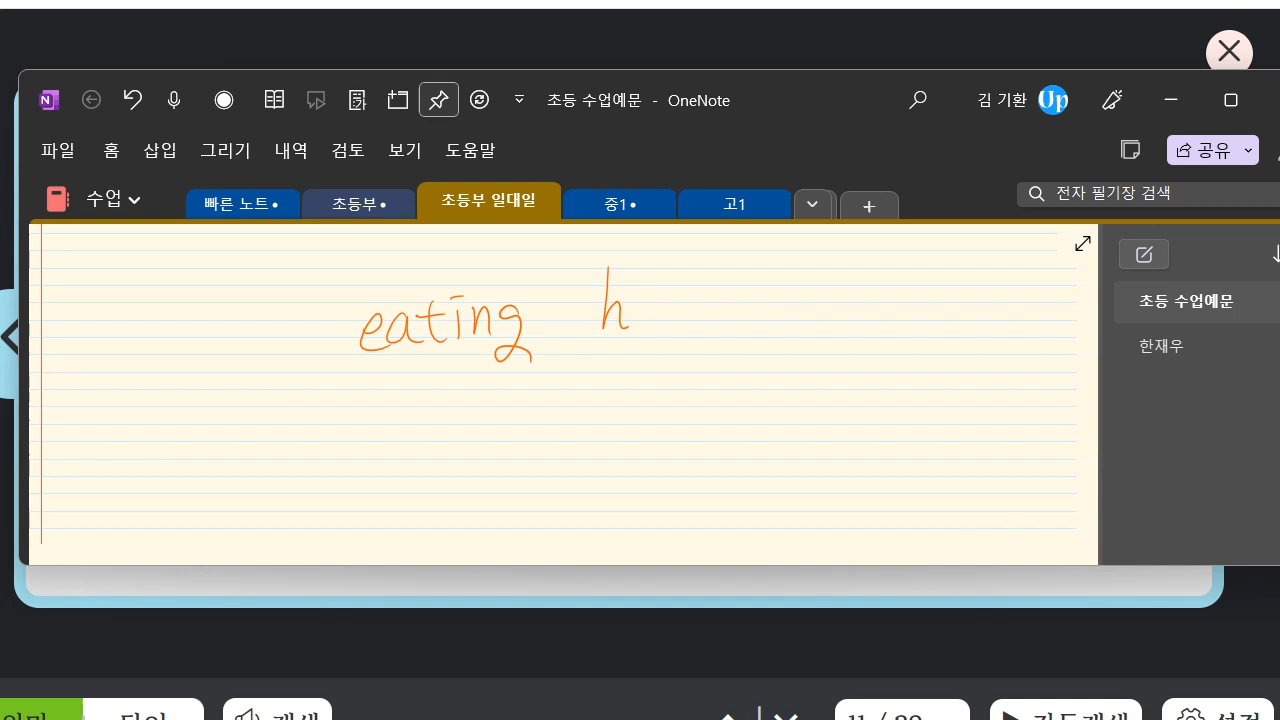 초등 수업예문 - OneNote
김 기환
Up
파일 홈 삽입 그리기 내역 검토 보기 도움말
공유
수업
빠른 노트
초등부
초등부 일대일
중1
고1
전자 필기장 검색
eating h
초등 수업예문
한재우